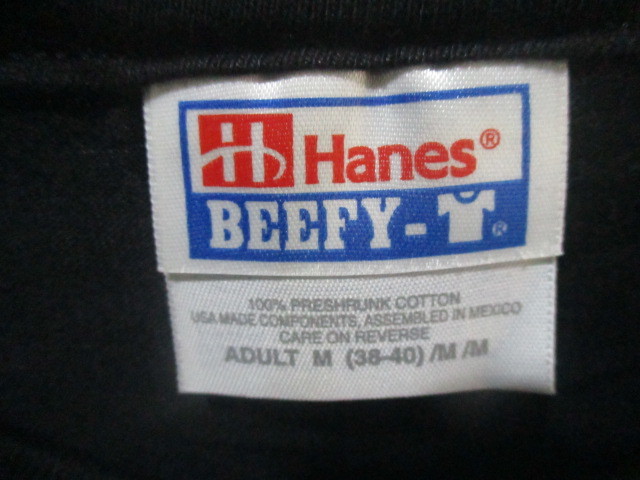 Hanes®
BEEFY-T®
100% PRESHRUNK COTTON
USA MADE COMPONENTS, ASSEMBLED IN MEXICO
CARE ON REVERSE
ADULT M (38-40) /M /M